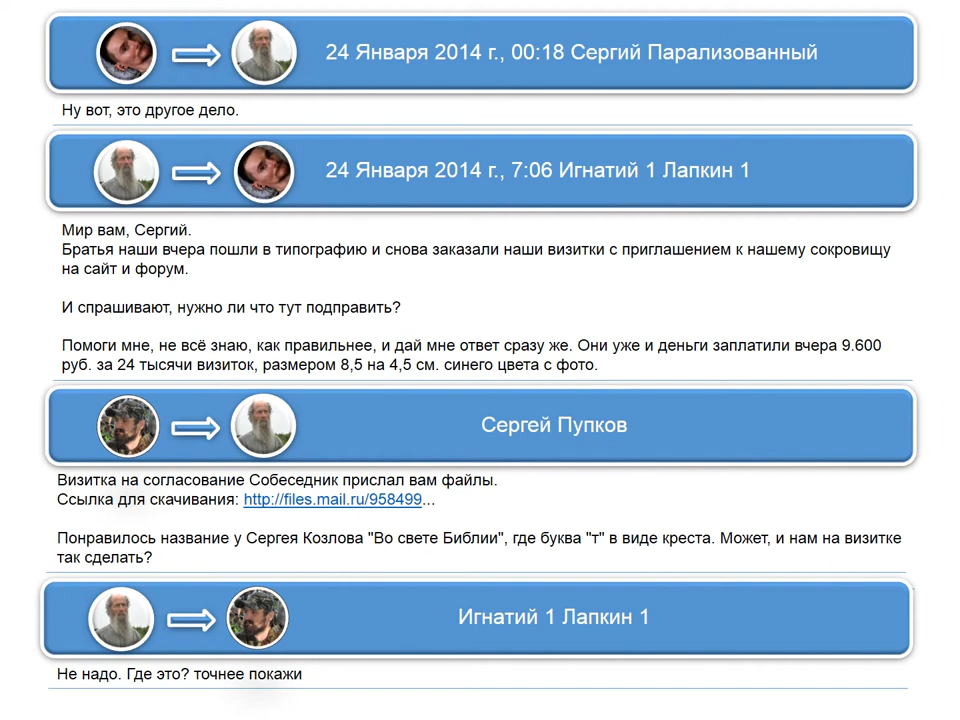 24 Января 2014 г., 00:18 Сергий Парализованный
Ну вот, это другое дело.
24 Января 2014 г., 7:06 Игнатий 1 Лапкин 1
Мир вам, Сергий.
Братья наши вчера пошли в типографию и снова заказали наши визитки с приглашением к нашему сокровищу
на сайт и форум.
И спрашивают, нужно ли что тут подправить?
Помоги мне, не всё знаю, как правильнее, и дай мне ответ сразу же. Они уже и деньги заплатили вчера 9.600
руб. за 24 тысячи визиток, размером 8,5 на 4,5 см. синего цвета с фото.
Сергей Пупков
Визитка на согласование Собеседник прислал вам файлы.
Ссылка для скачивания: http://files.mail.ru/958499...
Понравилось название у Сергея Козлова "Во свете Библии", где буква "т" в виде креста. Может, и нам на визитке
так сделать?
Игнатий 1 Лапкин 1
Не надо. Где это? точнее покажи